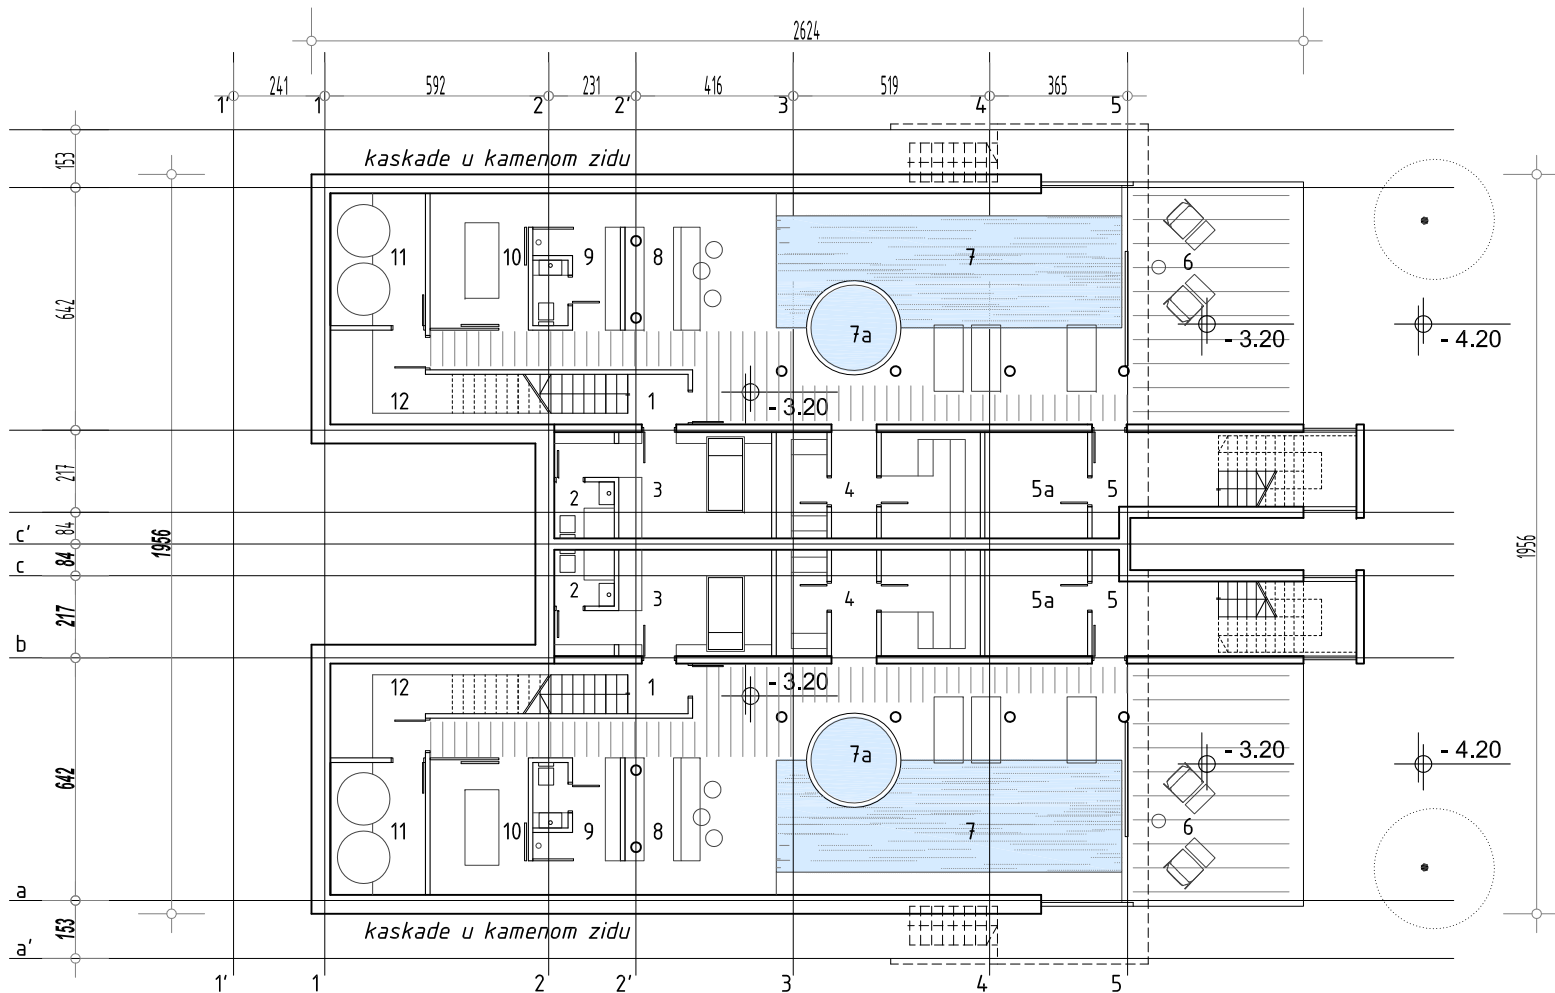 2624
241 592 231 416 519 365
1' 1 2 2' 3 4 5
153
kaskade u kamenom zidu
11 10 9 8 7 6
642
7a
- 3.20 - 4.20
12 1 - 3.20
217
2 3 4 5a 5
c' 84
1956 1956
c 84
2 3 4 5a 5
217
b
12 1 - 3.20
7a - 3.20 - 4.20
642
11 10 9 8 7 6
a
153
kaskade u kamenom zidu
a'
1' 1 2 2' 3 4 5